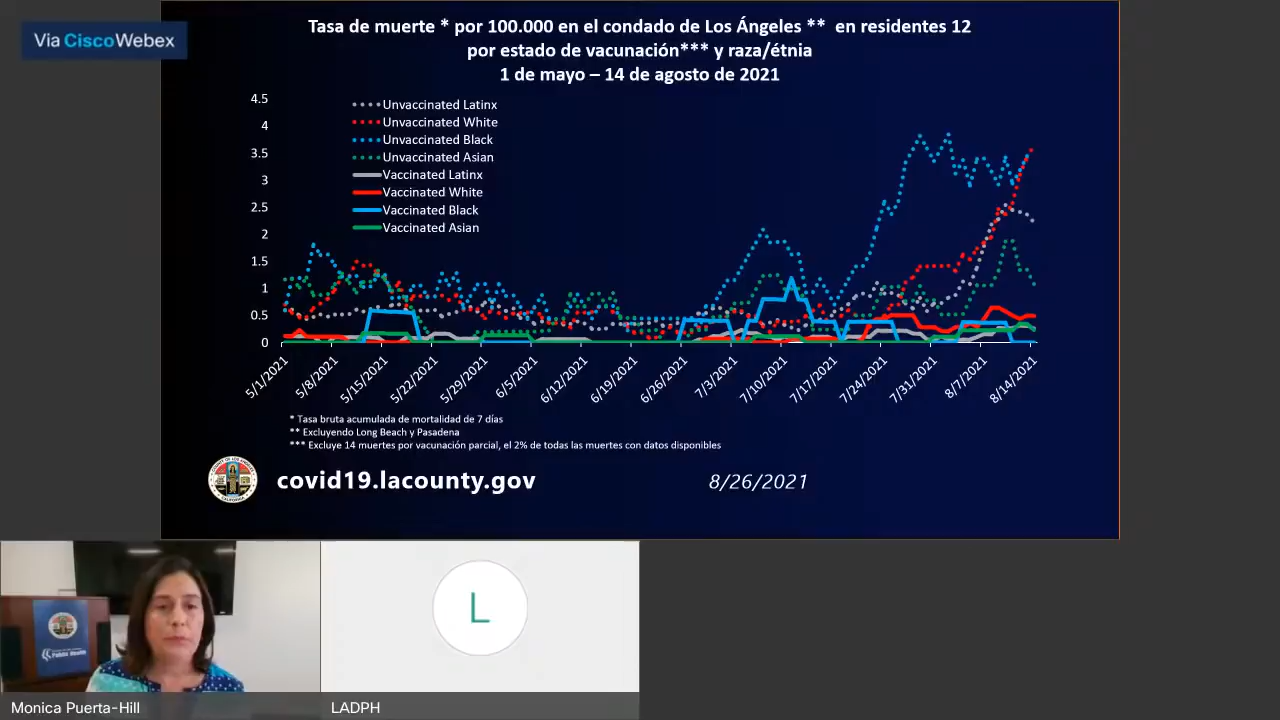 Via Cisco Webex
Tasa de muerte * por 100.000 en el condado de Los Ángeles ** en residentes 12
por estado de vacunación*** y raza/étnia
1 de mayo – 14 de agosto de 2021
4.5
4
3.5
3
2.5
2
1.5
1
0.5
0
Unvaccinated Latinx
Unvaccinated White
Unvaccinated Black
Unvaccinated Asian
Vaccinated Latinx
Vaccinated White
Vaccinated Black
Vaccinated Asian
5/1/2021
5/8/2021
5/15/2021
5/22/2021
5/29/2021
6/5/2021
6/12/2021
6/19/2021
6/26/2021
7/3/2021
7/10/2021
7/17/2021
7/24/2021
7/31/2021
8/7/2021
8/14/2021
* Tasa bruta acumulada de mortalidad de 7 días
** Excluyendo Long Beach y Pasadena
*** Excluye 14 muertes por vacunación parcial, el 2% de todas las muertes con datos disponibles
covid19.lacounty.gov
8/26/2021
L
Public Health
Monica Puerta-Hill
LADPH